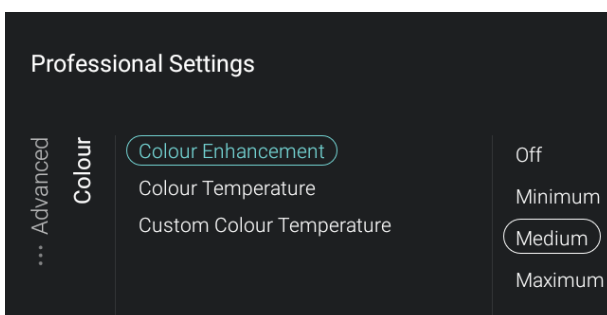 Professional Settings
... Advanced
Colour
Colour Enhancement
Colour Temperature
Custom Colour Temperature
Off
Minimum
Medium
Maximum